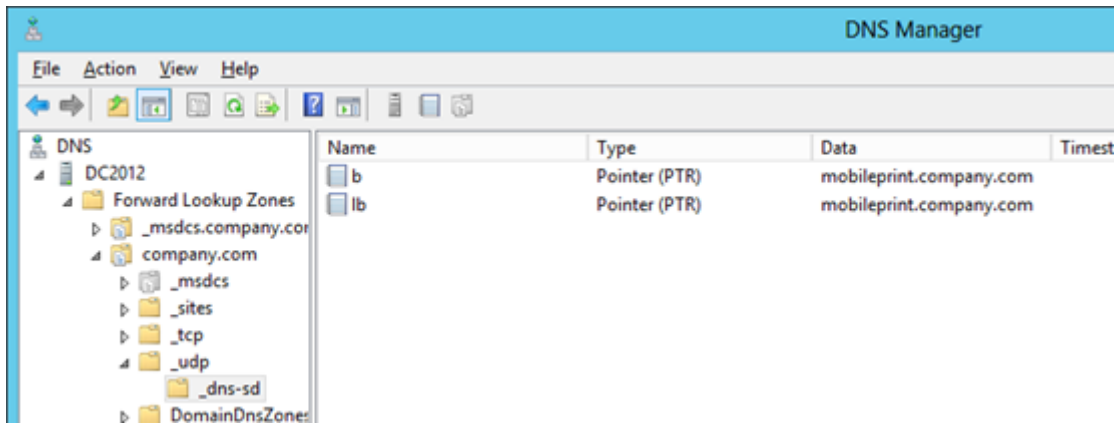 DNS Manager
File Action View Help
DNS
DC2012
Forward Lookup Zones
_msdcs.company.cor
company.com
_msdcs
_sites
_tcp
_udp
_dns-sd
DomainDnsZones
Name Type Data Timest
b Pointer (PTR) mobileprint.company.com
lb Pointer (PTR) mobileprint.company.com